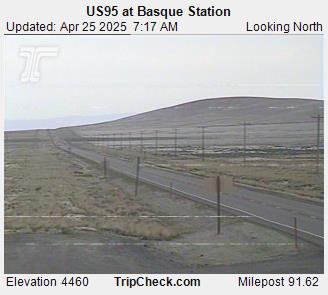 US95 at Basque Station
Updated: Apr 25 2025 7:17 AM Looking North
Elevation 4460 TripCheck.com Milepost 91.62